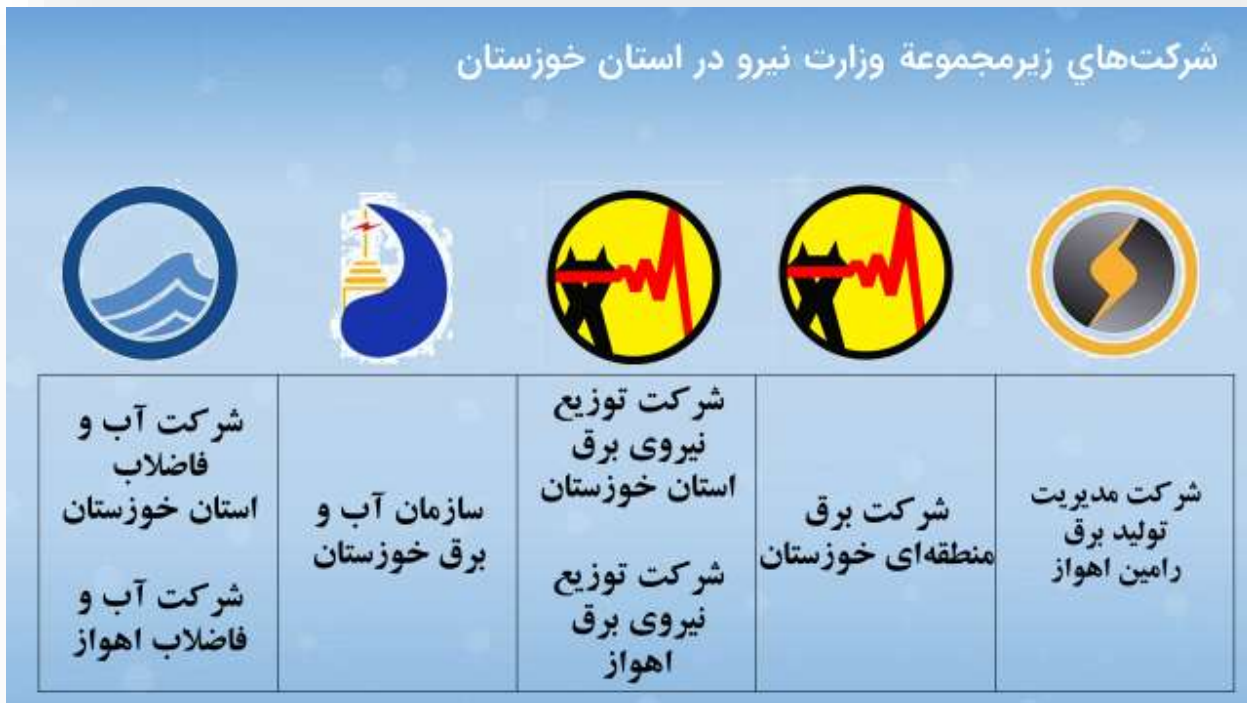 شركت‌هاي زيرمجموعة وزارت نيرو در استان خوزستان
شرکت مدیریت
تولید برق
رامین اهواز
شرکت برق
منطقه‌ای خوزستان
شرکت توزیع
نیروی برق
استان خوزستان
شرکت توزیع
نیروی برق
اهواز
سازمان آب و
برق خوزستان
شرکت آب و
فاضلاب
استان خوزستان
شرکت آب و
فاضلاب اهواز